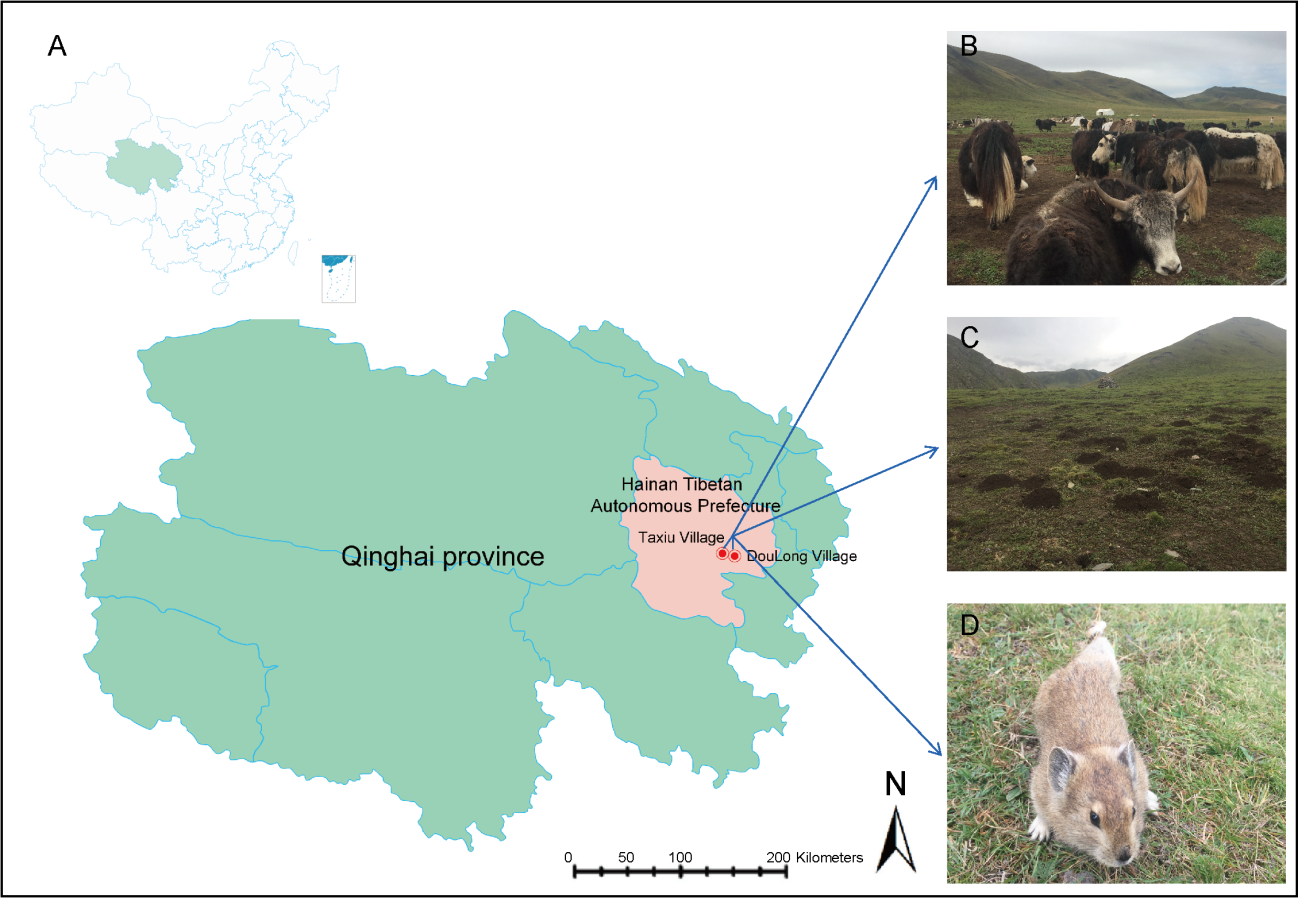 A
B
C
Hainan Tibetan
Autonomous Prefecture
Taxiu Village
DouLong Village
Qinghai province
D
N
0 50 100 200 Kilometers